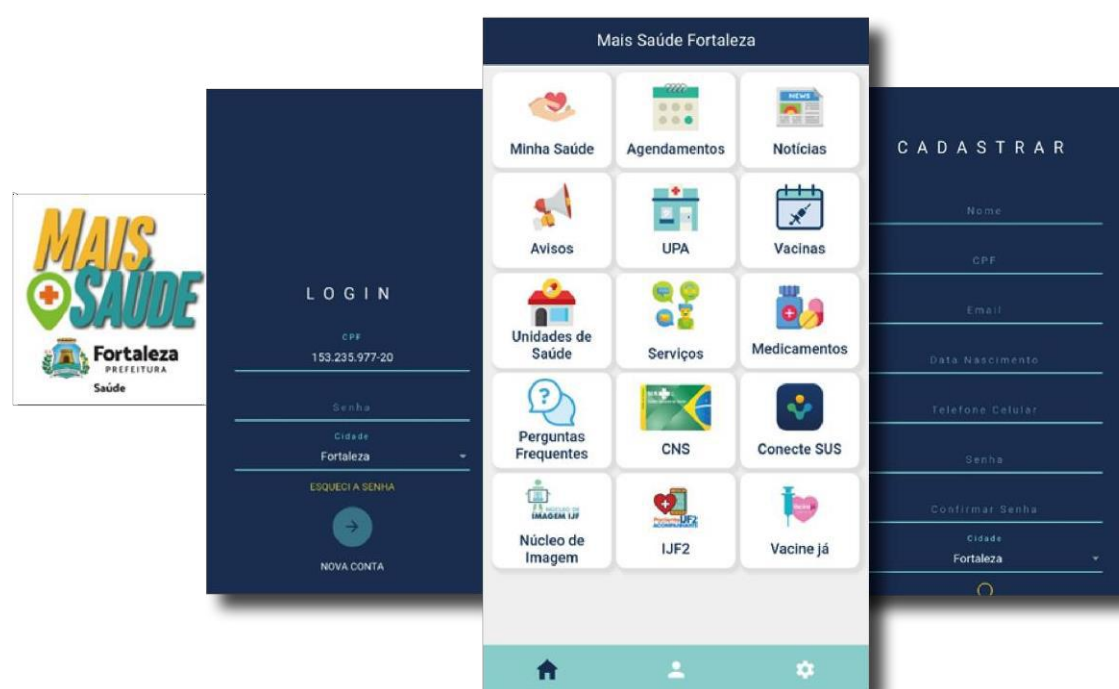 MAIS
SAÚDE
Fortaleza
PREFEITURA
Saúde
LOGIN
CPF
153.235.977-20
Senha
Cidade
Fortaleza
ESQUECI A SENHA
NOVA CONTA
Mais Saúde Fortaleza
Minha Saúde
Agendamentos
NEWS
Notícias
Avisos
UPA
Vacinas
Unidades de
Saúde
Serviços
Medicamentos
Perguntas
Frequentes
CNS
Conecte SUS
NÚCLEO DE
IMAGEM IJF
Núcleo de
Imagem
IJF2
Vacine já
CADASTRAR
Nome
CPF
Email
Data Nascimento
Telefone Celular
Senha
Confirmar Senha
Cidade
Fortaleza